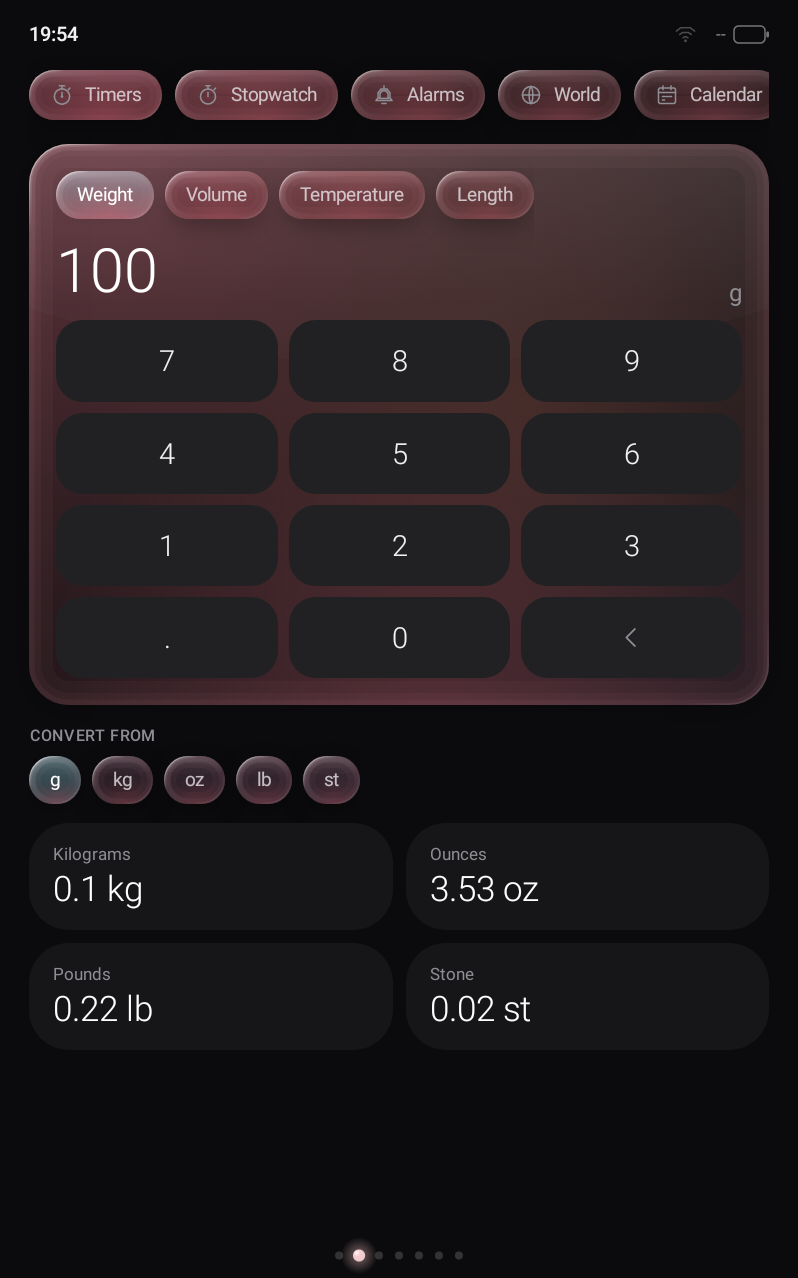 19:54 --
Timers Stopwatch Alarms World Calendar
Weight Volume Temperature Length
100 g
7 8 9
4 5 6
1 2 3
. 0
CONVERT FROM
g kg oz lb st
Kilograms Ounces
0.1 kg 3.53 oz
Pounds Stone
0.22 lb 0.02 st